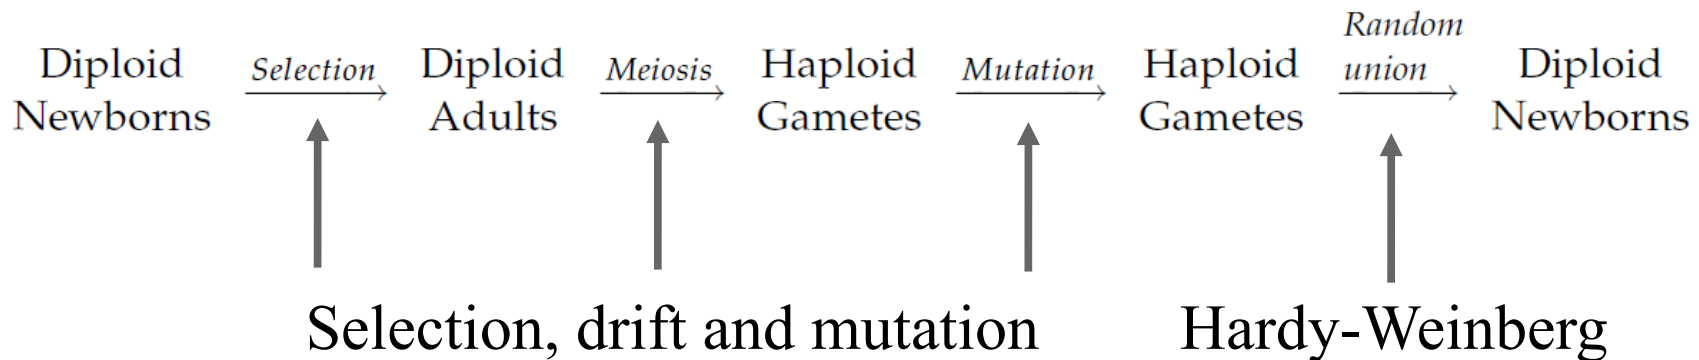 Diploid Newborns
Selection
Diploid Adults
Meiosis
Haploid Gametes
Mutation
Haploid Gametes
Random union
Diploid Newborns
Selection, drift and mutation
Hardy-Weinberg